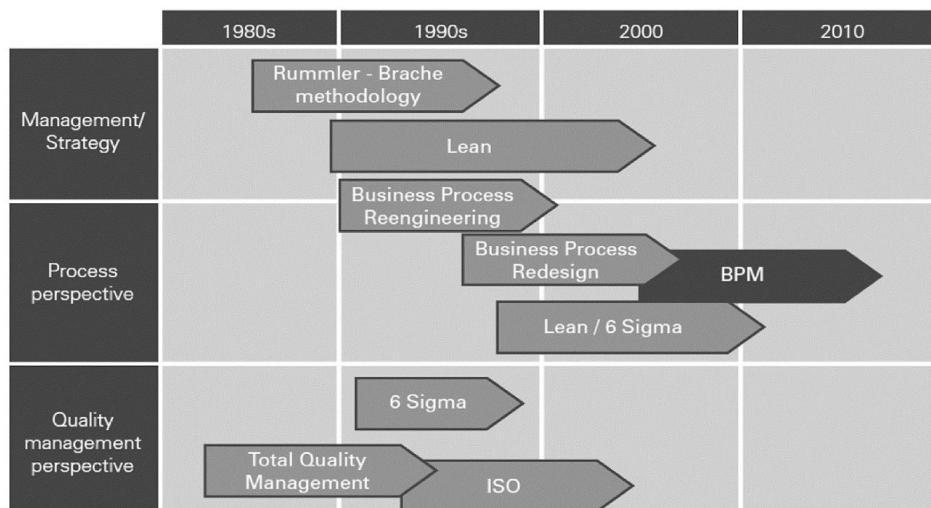 1980s
1990s
2000
2010
Management/
Strategy
Rummler - Brache
methodology
Lean
Business Process
Reengineering
Process
perspective
Business Process
Redesign
BPM
Lean / 6 Sigma
Quality
management
perspective
6 Sigma
Total Quality
Management
ISO